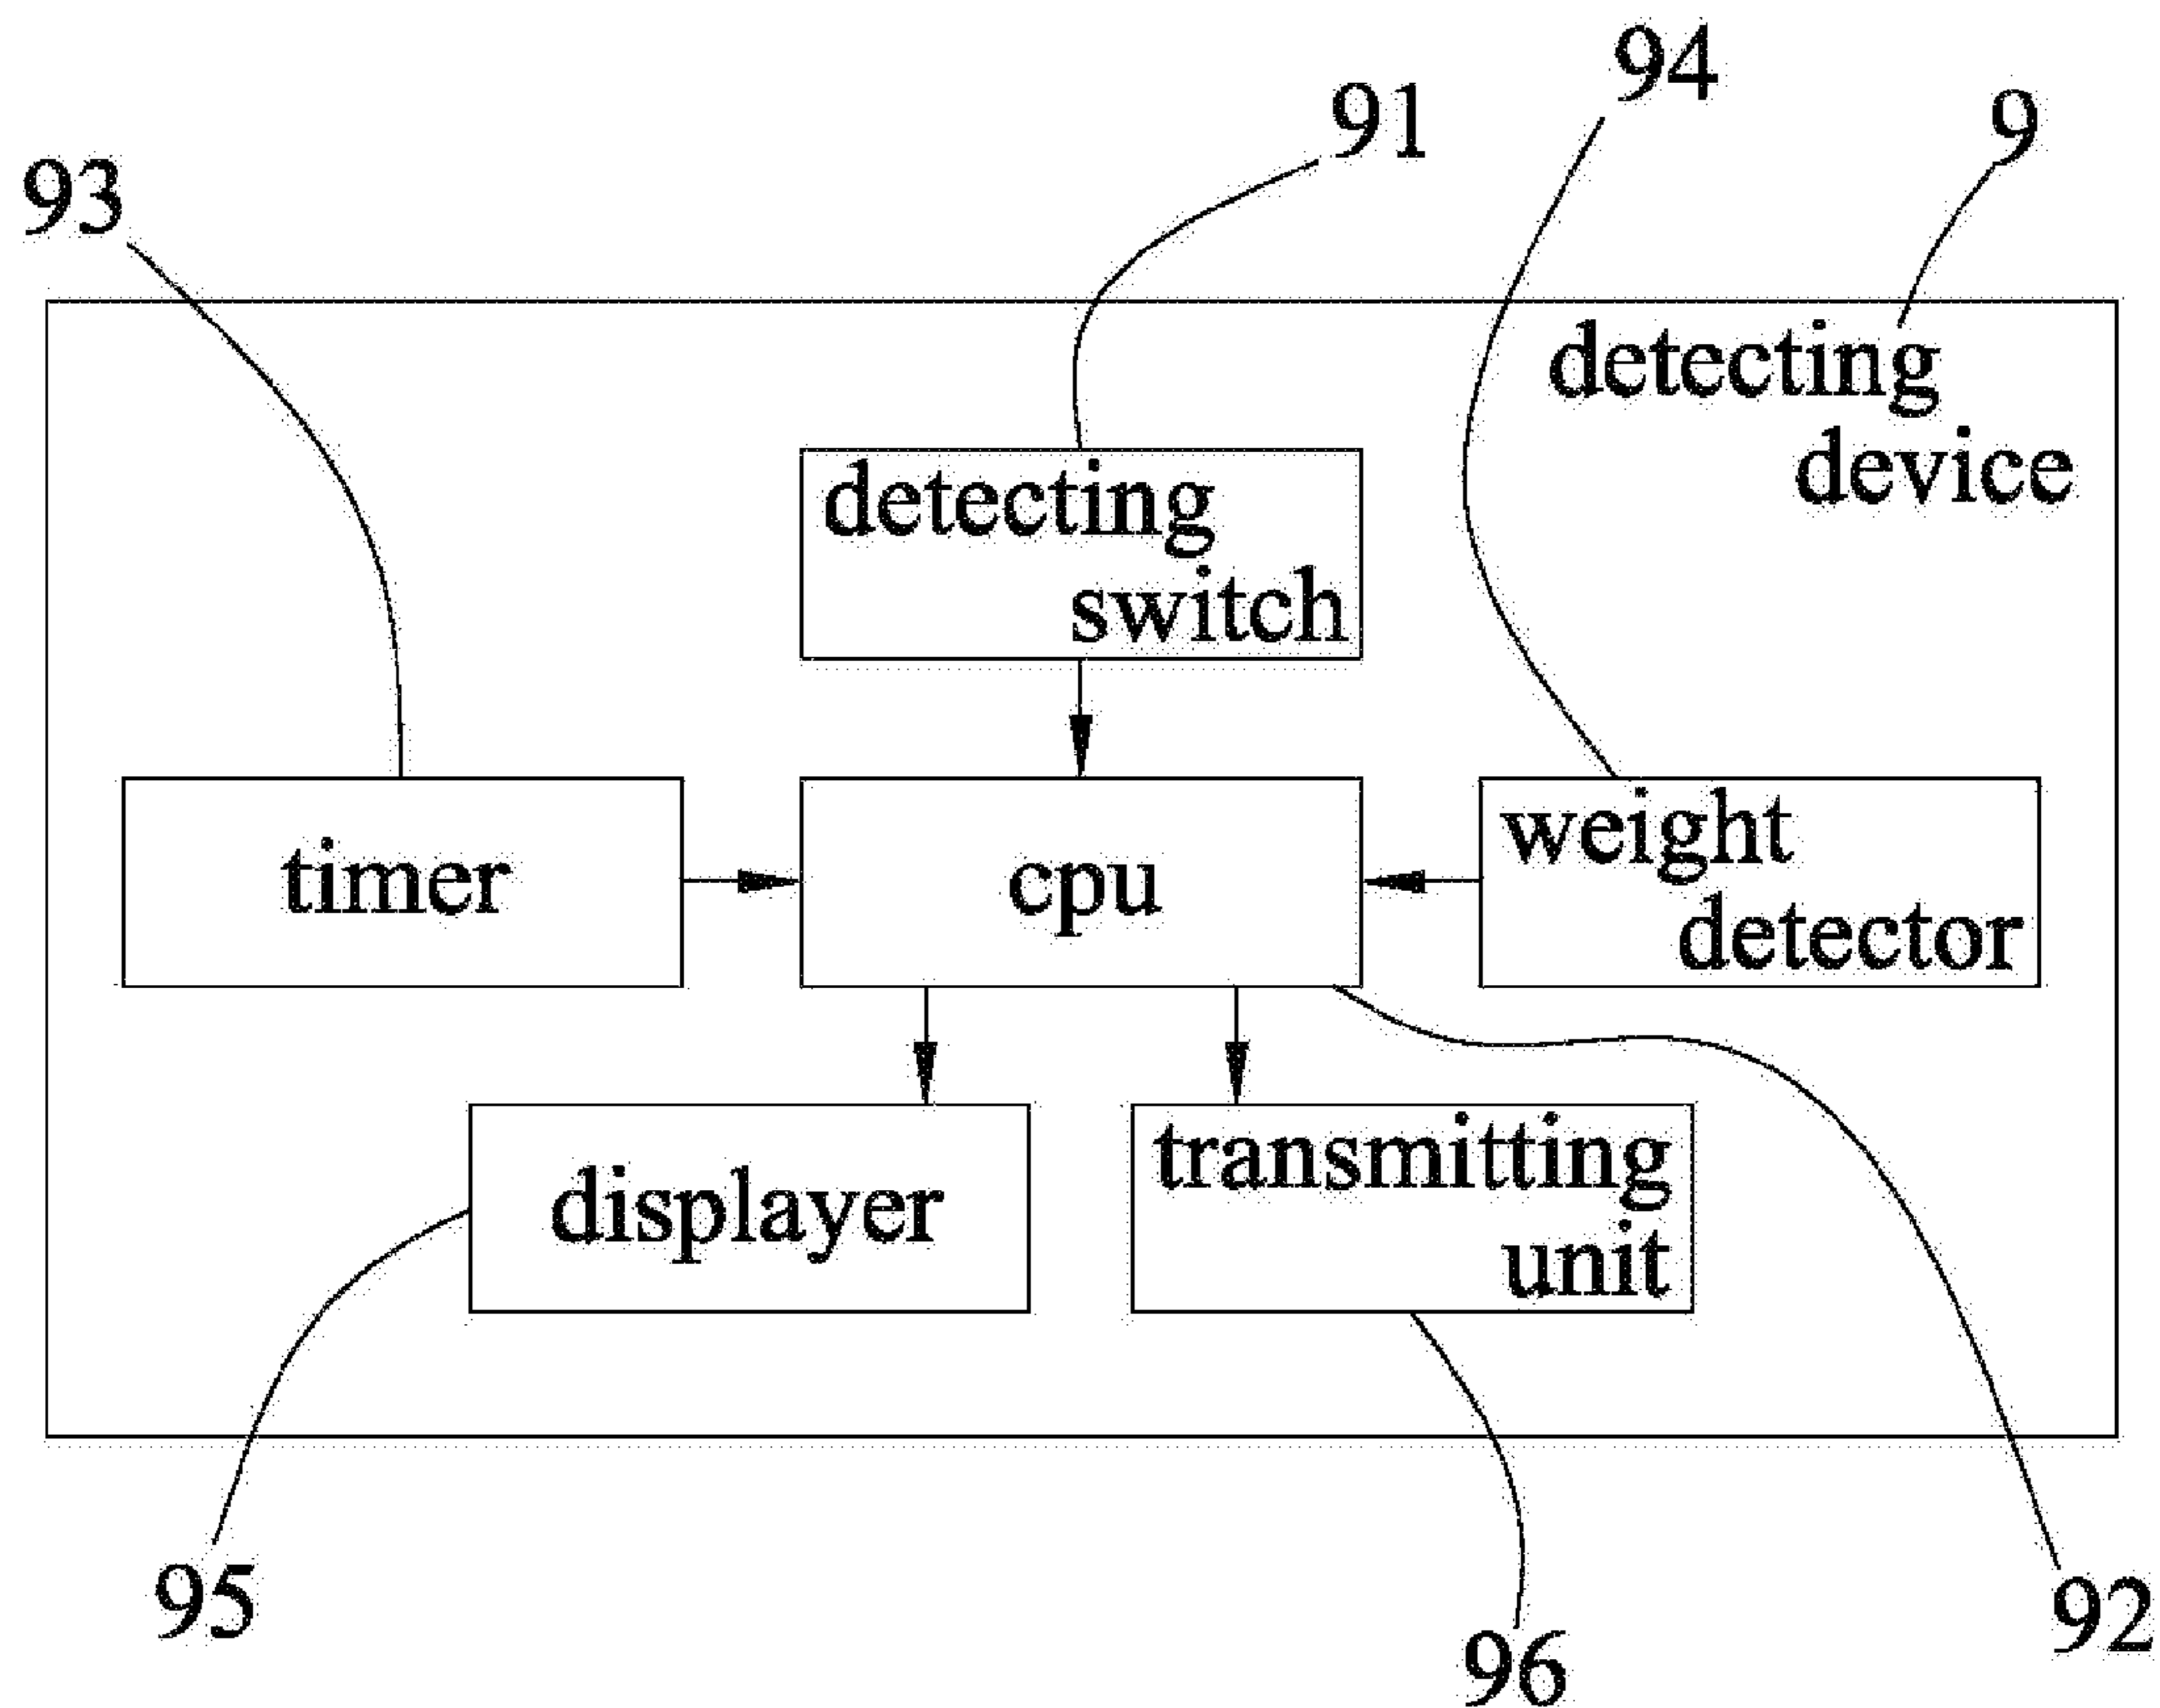 94
91
9
93
detecting
device
detecting
switch
timer
cpu
weight
detector
displayer
transmitting
unit
95
96
92